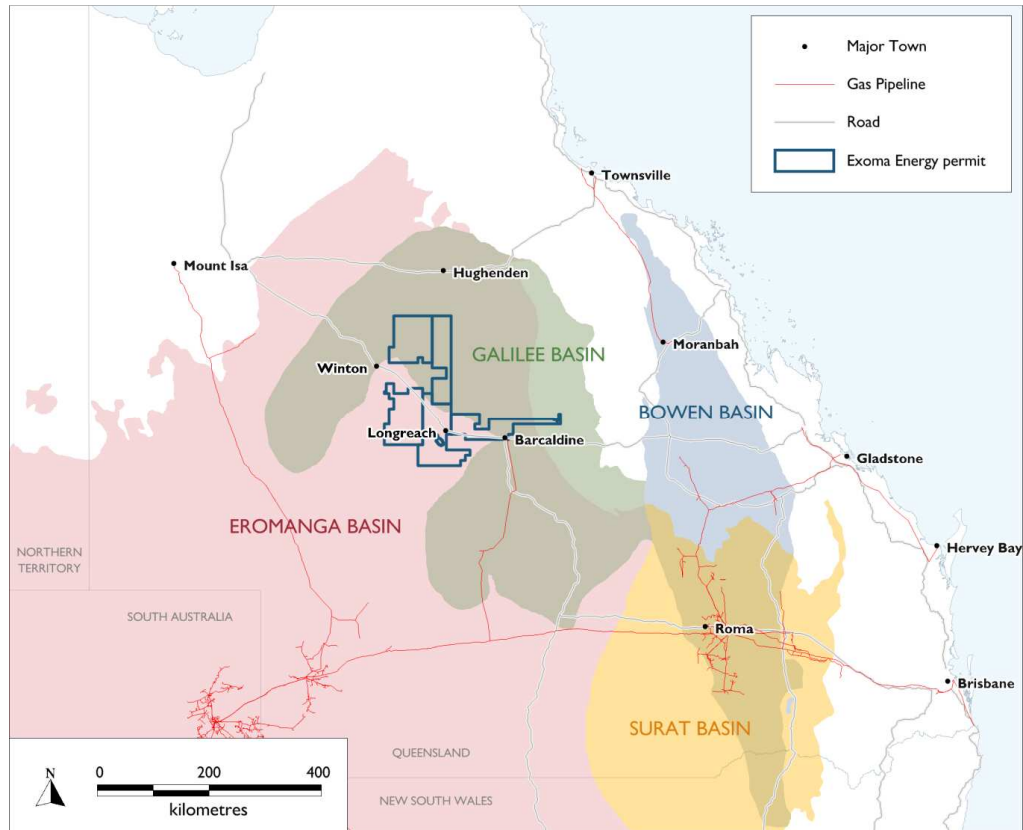 Major Town
Gas Pipeline
Road
Exoma Energy permit
Townsville
Mount Isa
Hughenden
Moranbah
GALILEE BASIN
Winton
BOWEN BASIN
Longreach
Barcaldine
Gladstone
EROMANGA BASIN
Hervey Bay
NORTHERN
TERRITORY
SOUTH AUSTRALIA
Roma
Brisbane
SURAT BASIN
QUEENSLAND
NEW SOUTH WALES
N
0 200 400
kilometres